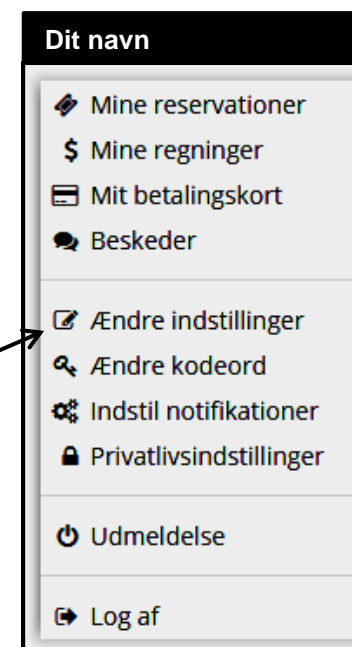 Dit navn
Mine reservationer
Mine regninger
Mit betalingskort
Beskeder
Ændre indstillinger
Ændre kodeord
Indstil notifikationer
Privatlivsindstillinger
Udmeldelse
Log af